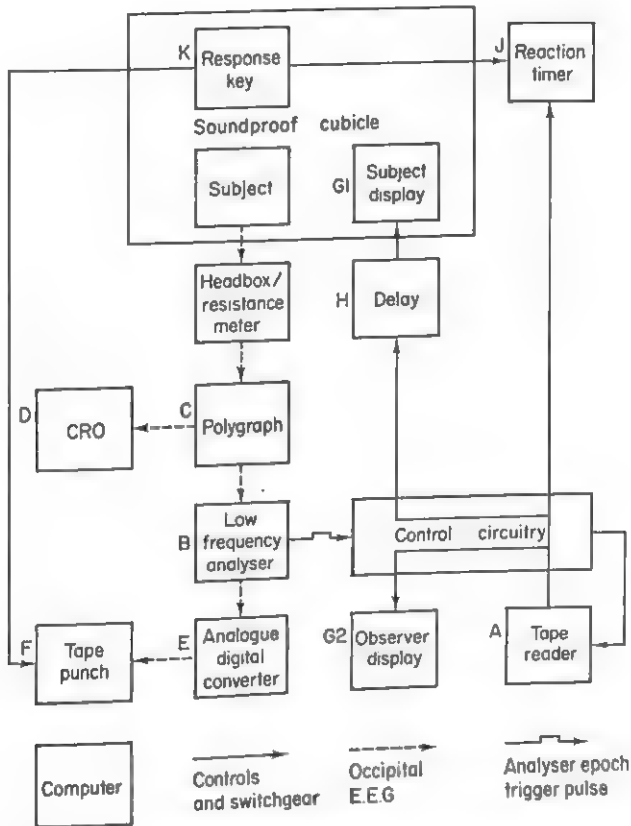 K
Response
key
J
Reaction
timer
Soundproof cubicle
Subject
G1
Subject
display
Headbox/
resistance
meter
H
Delay
D
CRO
C
Polygraph
B
Low
frequency
analyser
Control circuitry
F
Tape
punch
E
Analogue
digital
converter
G2
Observer
display
A
Tape
reader
Computer
Controls
and switchgear
Occipital
E.E.G
Analyser epoch
trigger pulse